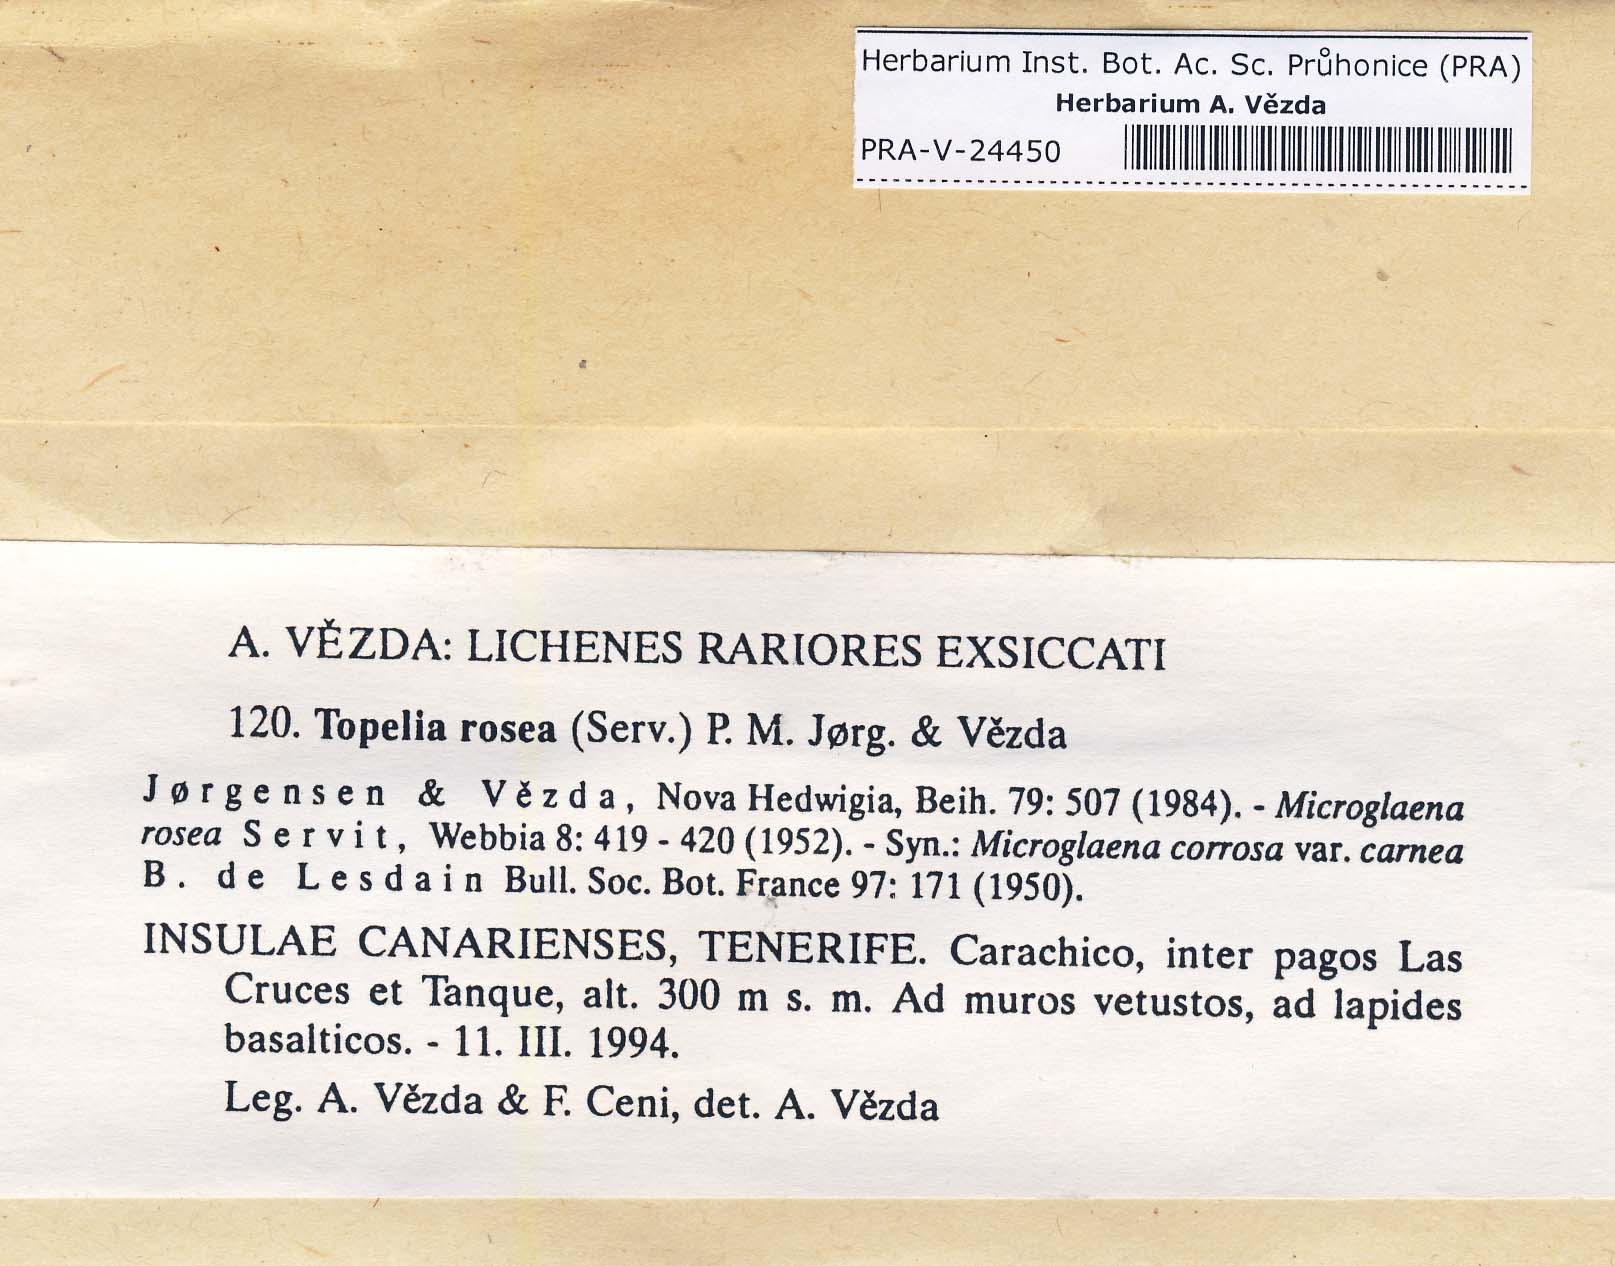 Herbarium Inst. Bot. Ac. Sc. Průhonice (PRA)
Herbarium A. Vězda
PRA-V-24450
A. VĚZDA: LICHENES RARIORES EXSICCATI
120. Topelia rosea (Serv.) P. M. Jørg. & Vězda
Jørgensen & Vězda, Nova Hedwigia, Beih. 79: 507 (1984). - Microglaena
rosea Servit, Webbia 8: 419 - 420 (1952). - Syn.: Microglaena corrosa var. carnea
B. de Lesdain Bull. Soc. Bot. France 97: 171 (1950).
INSULAE CANARIENSES, TENERIFE. Carachico, inter pagos Las
Cruces et Tanque, alt. 300 m s. m. Ad muros vetustos, ad lapides
basalticos. - 11. III. 1994.
Leg. A. Vězda & F. Ceni, det. A. Vězda